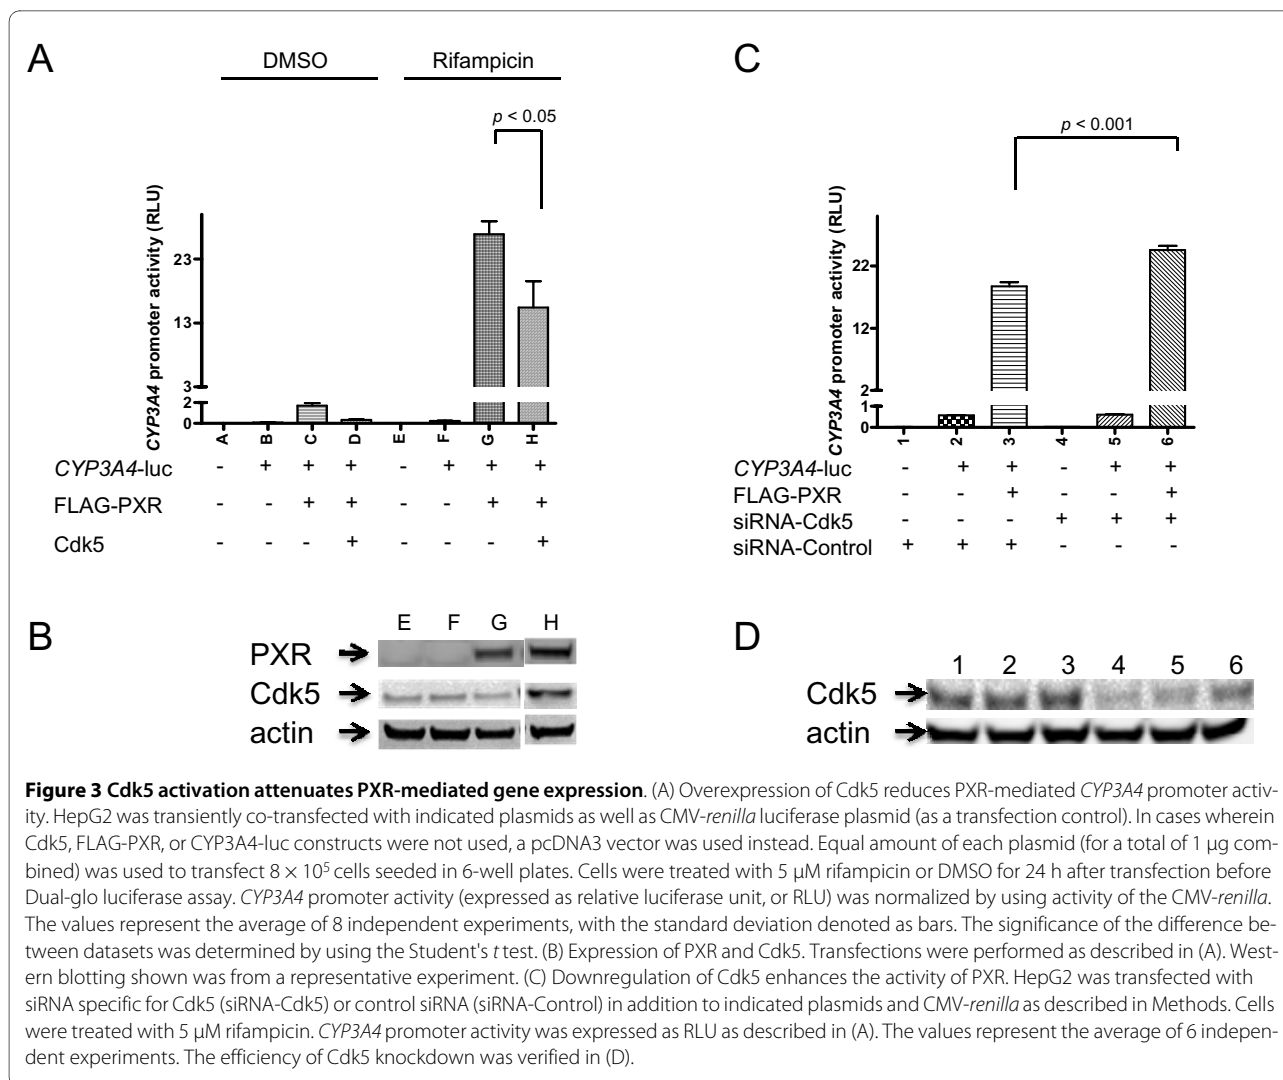 A
DMSO Rifampicin
p < 0.05
CYP3A4 promoter activity (RLU)
23
13
3
2
0
A B C D E F G H
CYP3A4-luc - + + + - + + +
FLAG-PXR - - + + - - + +
Cdk5 - - - + - - - +
C
p < 0.001
CYP3A4 promoter activity (RLU)
22
12
2
1
0
1 2 3 4 5 6
CYP3A4-luc - + + - + +
FLAG-PXR - - + - - +
siRNA-Cdk5 - - - + + +
siRNA-Control + + + - - -
B
E F G H
PXR
Cdk5
actin
D
1 2 3 4 5 6
Cdk5
actin
Figure 3 Cdk5 activation attenuates PXR-mediated gene expression. (A) Overexpression of Cdk5 reduces PXR-mediated CYP3A4 promoter activ-
ity. HepG2 was transiently co-transfected with indicated plasmids as well as CMV-renilla luciferase plasmid (as a transfection control). In cases wherein
Cdk5, FLAG-PXR, or CYP3A4-luc constructs were not used, a pcDNA3 vector was used instead. Equal amount of each plasmid (for a total of 1 μg com-
bined) was used to transfect 8 × 10⁵ cells seeded in 6-well plates. Cells were treated with 5 μM rifampicin or DMSO for 24 h after transfection before
Dual-glo luciferase assay. CYP3A4 promoter activity (expressed as relative luciferase unit, or RLU) was normalized by using activity of the CMV-renilla.
The values represent the average of 8 independent experiments, with the standard deviation denoted as bars. The significance of the difference be-
tween datasets was determined by using the Student's t test. (B) Expression of PXR and Cdk5. Transfections were performed as described in (A). West-
ern blotting shown was from a representative experiment. (C) Downregulation of Cdk5 enhances the activity of PXR. HepG2 was transfected with
siRNA specific for Cdk5 (siRNA-Cdk5) or control siRNA (siRNA-Control) in addition to indicated plasmids and CMV-renilla as described in Methods. Cells
were treated with 5 μM rifampicin. CYP3A4 promoter activity was expressed as RLU as described in (A). The values represent the average of 6 indepen-
dent experiments. The efficiency of Cdk5 knockdown was verified in (D).